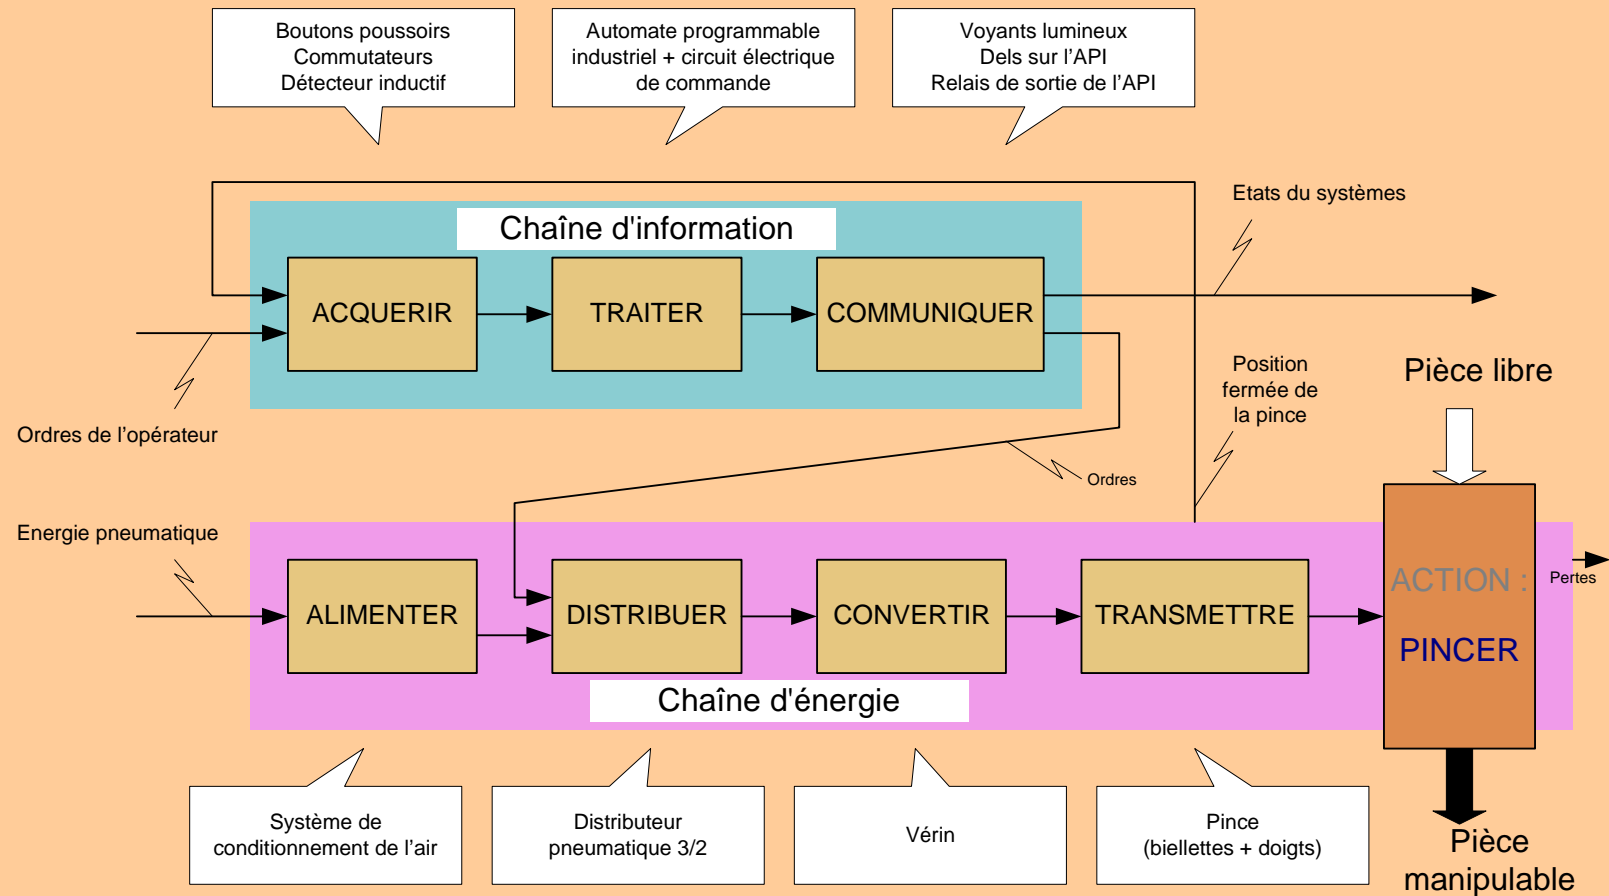 Boutons poussoirs
Commutateurs
Détecteur inductif
Automate programmable
industriel + circuit électrique
de commande
Voyants lumineux
Dels sur l'API
Relais de sortie de l'API
Etats du systèmes
Chaîne d'information
ACQUERIR
TRAITER
COMMUNIQUER
Ordres de l'opérateur
Position
fermée de
la pince
Pièce libre
Ordres
Energie pneumatique
ALIMENTER
DISTRIBUER
CONVERTIR
TRANSMETTRE
ACTION :
PINCER
Pertes
Chaîne d'énergie
Système de
conditionnement de l'air
Distributeur
pneumatique 3/2
Vérin
Pince
(biellettes + doigts)
Pièce
manipulable